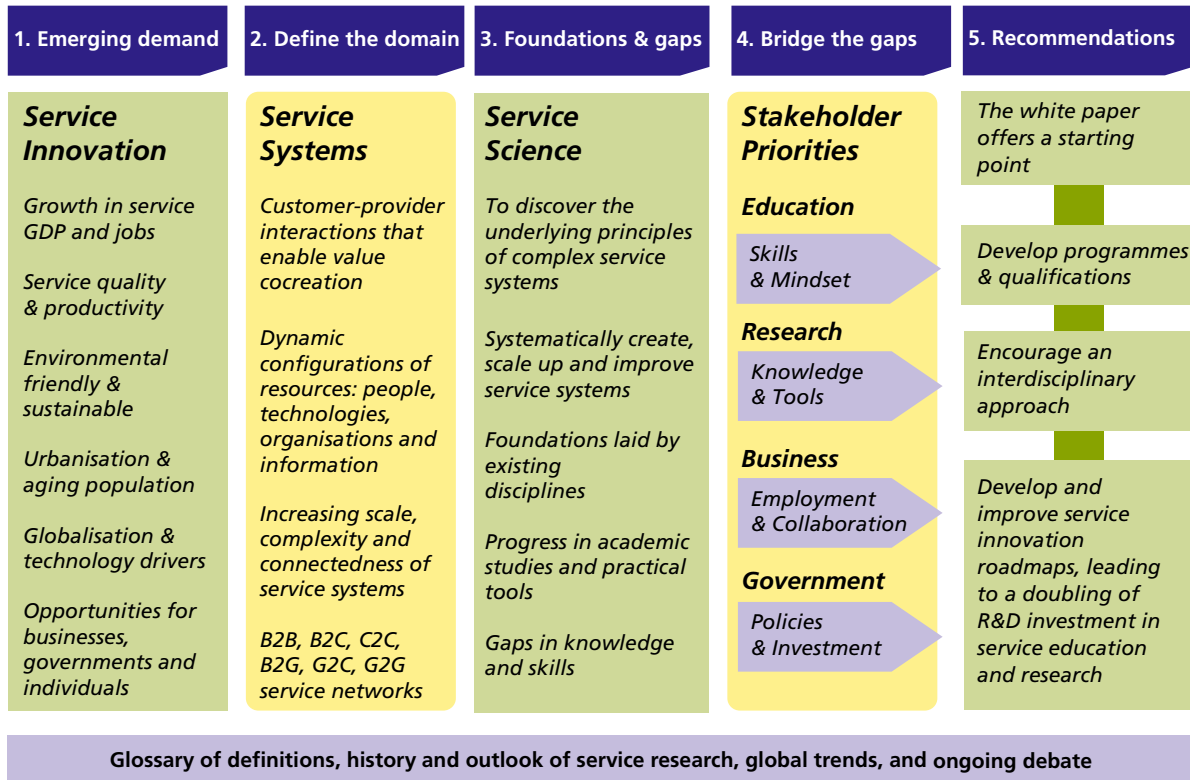 1. Emerging demand
2. Define the domain
3. Foundations & gaps
4. Bridge the gaps
5. Recommendations
Service
Innovation
Growth in service
GDP and jobs
Service quality
& productivity
Environmental
friendly &
sustainable
Urbanisation &
aging population
Globalisation &
technology drivers
Opportunities for
businesses,
governments and
individuals
Service
Systems
Customer-provider
interactions that
enable value
cocreation
Dynamic
configurations of
resources: people,
technologies,
organisations and
information
Increasing scale,
complexity and
connectedness of
service systems
B2B, B2C, C2C,
B2G, G2C, G2G
service networks
Service
Science
To discover the
underlying principles
of complex service
systems
Systematically create,
scale up and improve
service systems
Foundations laid by
existing
disciplines
Progress in academic
studies and practical
tools
Gaps in knowledge
and skills
Stakeholder
Priorities
Education
Skills
& Mindset
Research
Knowledge
& Tools
Business
Employment
& Collaboration
Government
Policies
& Investment
The white paper
offers a starting
point
Develop programmes
& qualifications
Encourage an
interdisciplinary
approach
Develop and
improve service
innovation
roadmaps, leading
to a doubling of
R&D investment in
service education
and research
Glossary of definitions, history and outlook of service research, global trends, and ongoing debate